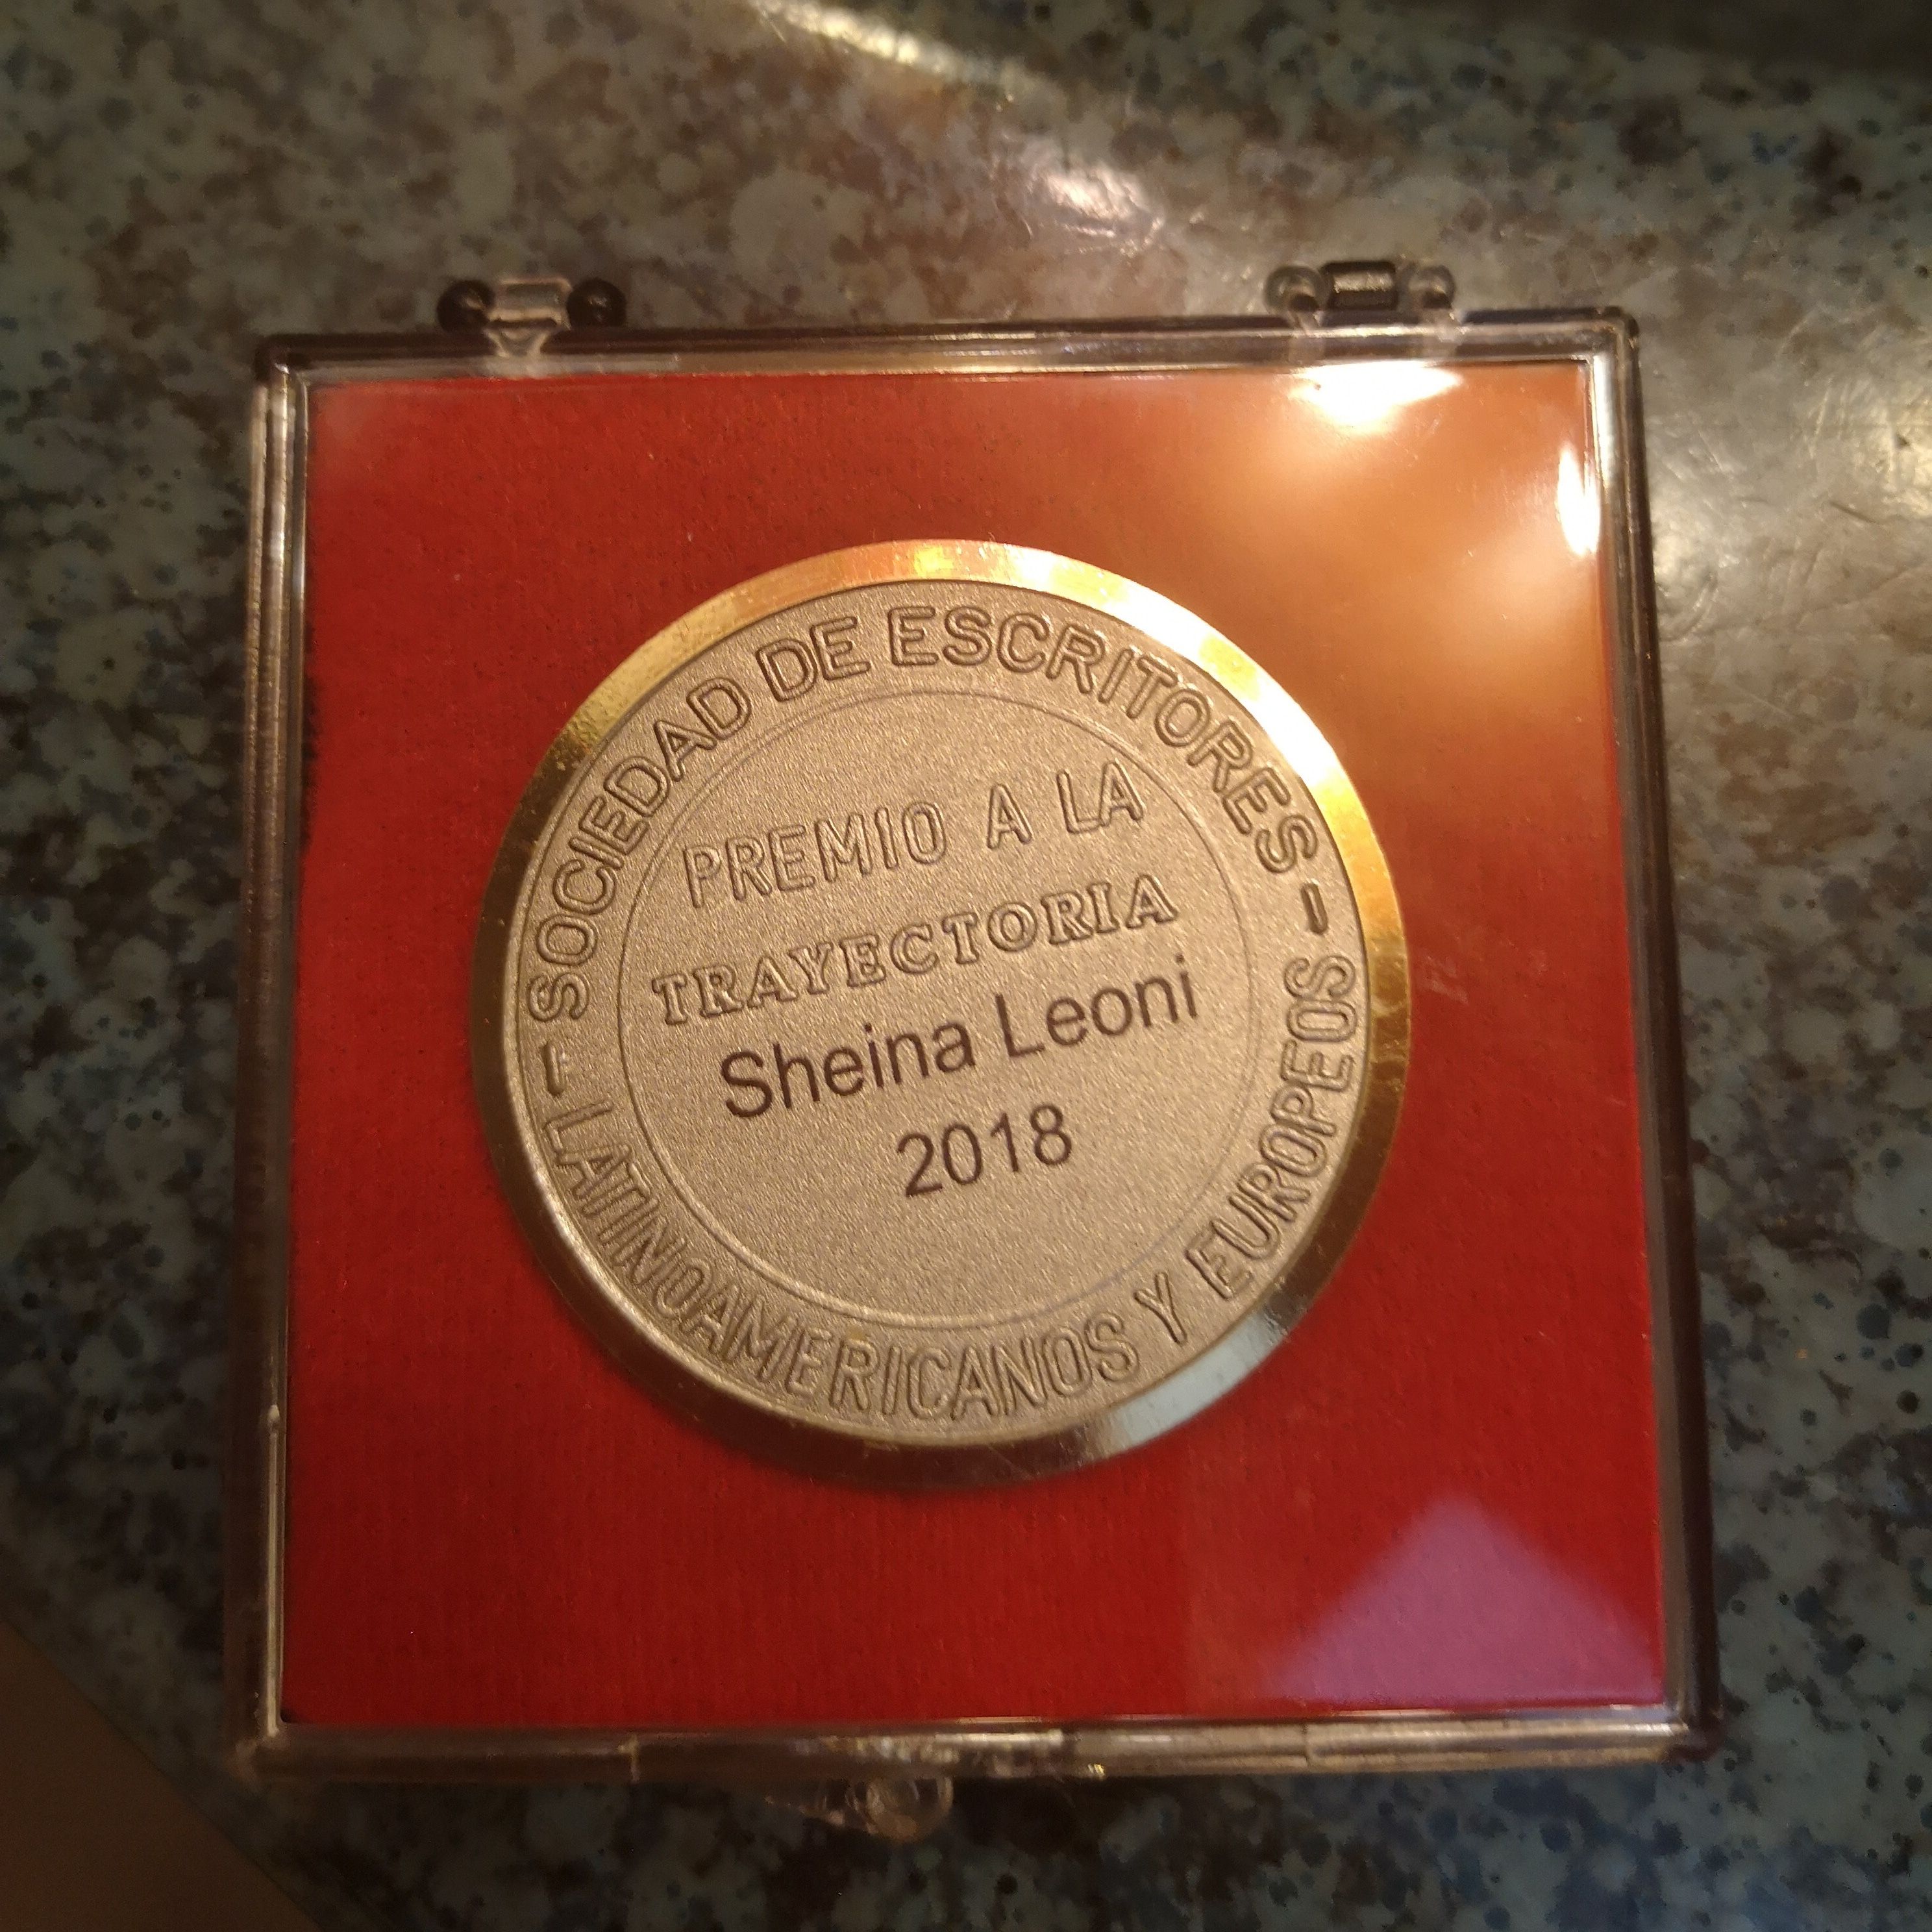 - SOCIEDAD DE ESCRITORES -
PREMIO A LA
TRAYECTORIA
Sheina Leoni
2018
LATINOAMERICANOS Y EUROPEOS